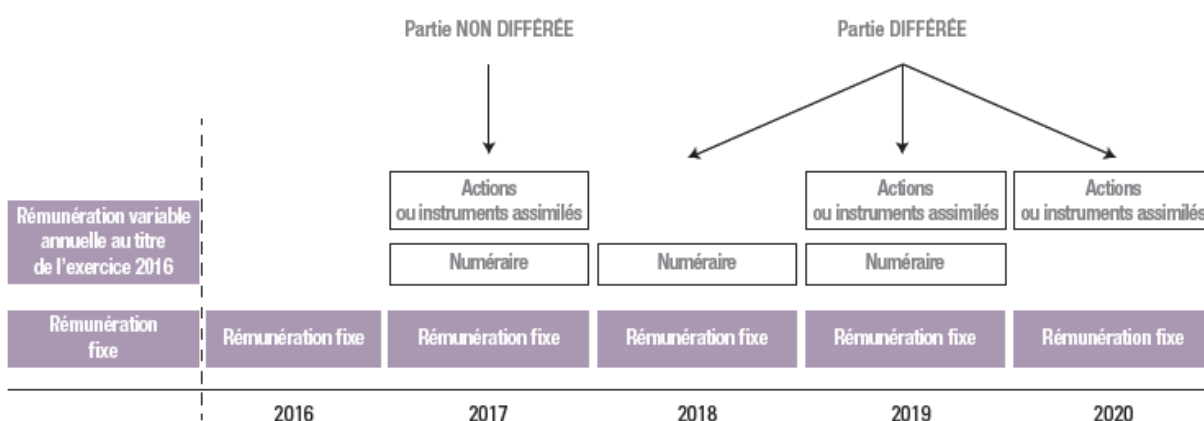 Partie NON DIFFÉRÉE
Partie DIFFÉRÉE
Rémunération variable
annuelle au titre
de l'exercice 2016
Actions
ou instruments assimilés
Actions
ou instruments assimilés
Actions
ou instruments assimilés
Numéraire
Numéraire
Numéraire
Rémunération
fixe
Rémunération fixe
Rémunération fixe
Rémunération fixe
Rémunération fixe
Rémunération fixe
2016
2017
2018
2019
2020